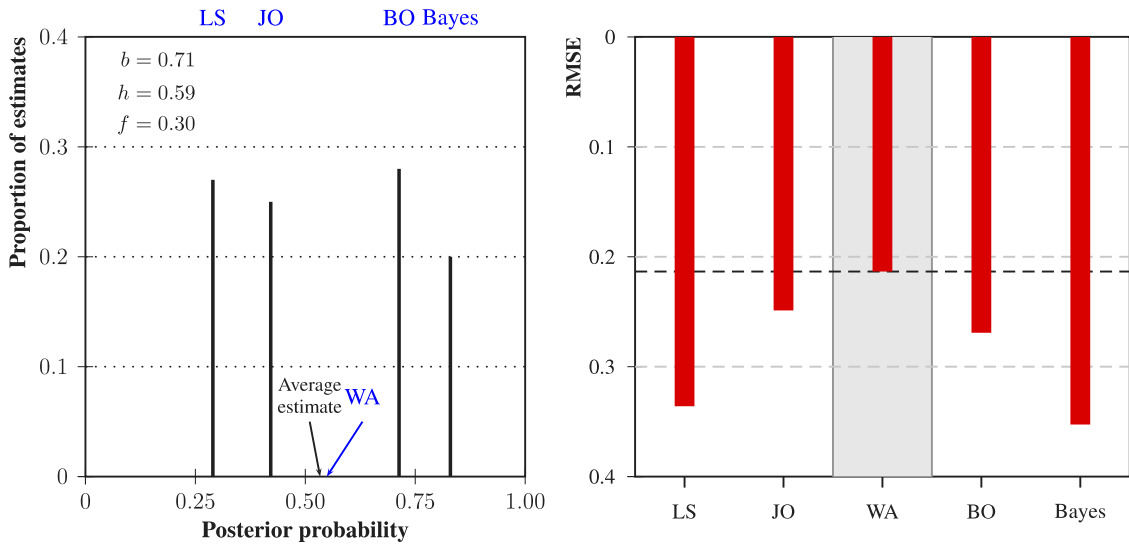 LS JO BO Bayes
Proportion of estimates
0.4
0.3
0.2
0.1
0
b = 0.71
h = 0.59
f = 0.30
Average
estimate
WA
0 0.25 0.50 0.75 1.00
Posterior probability
RMSE
0
0.1
0.2
0.3
0.4
LS JO WA BO Bayes